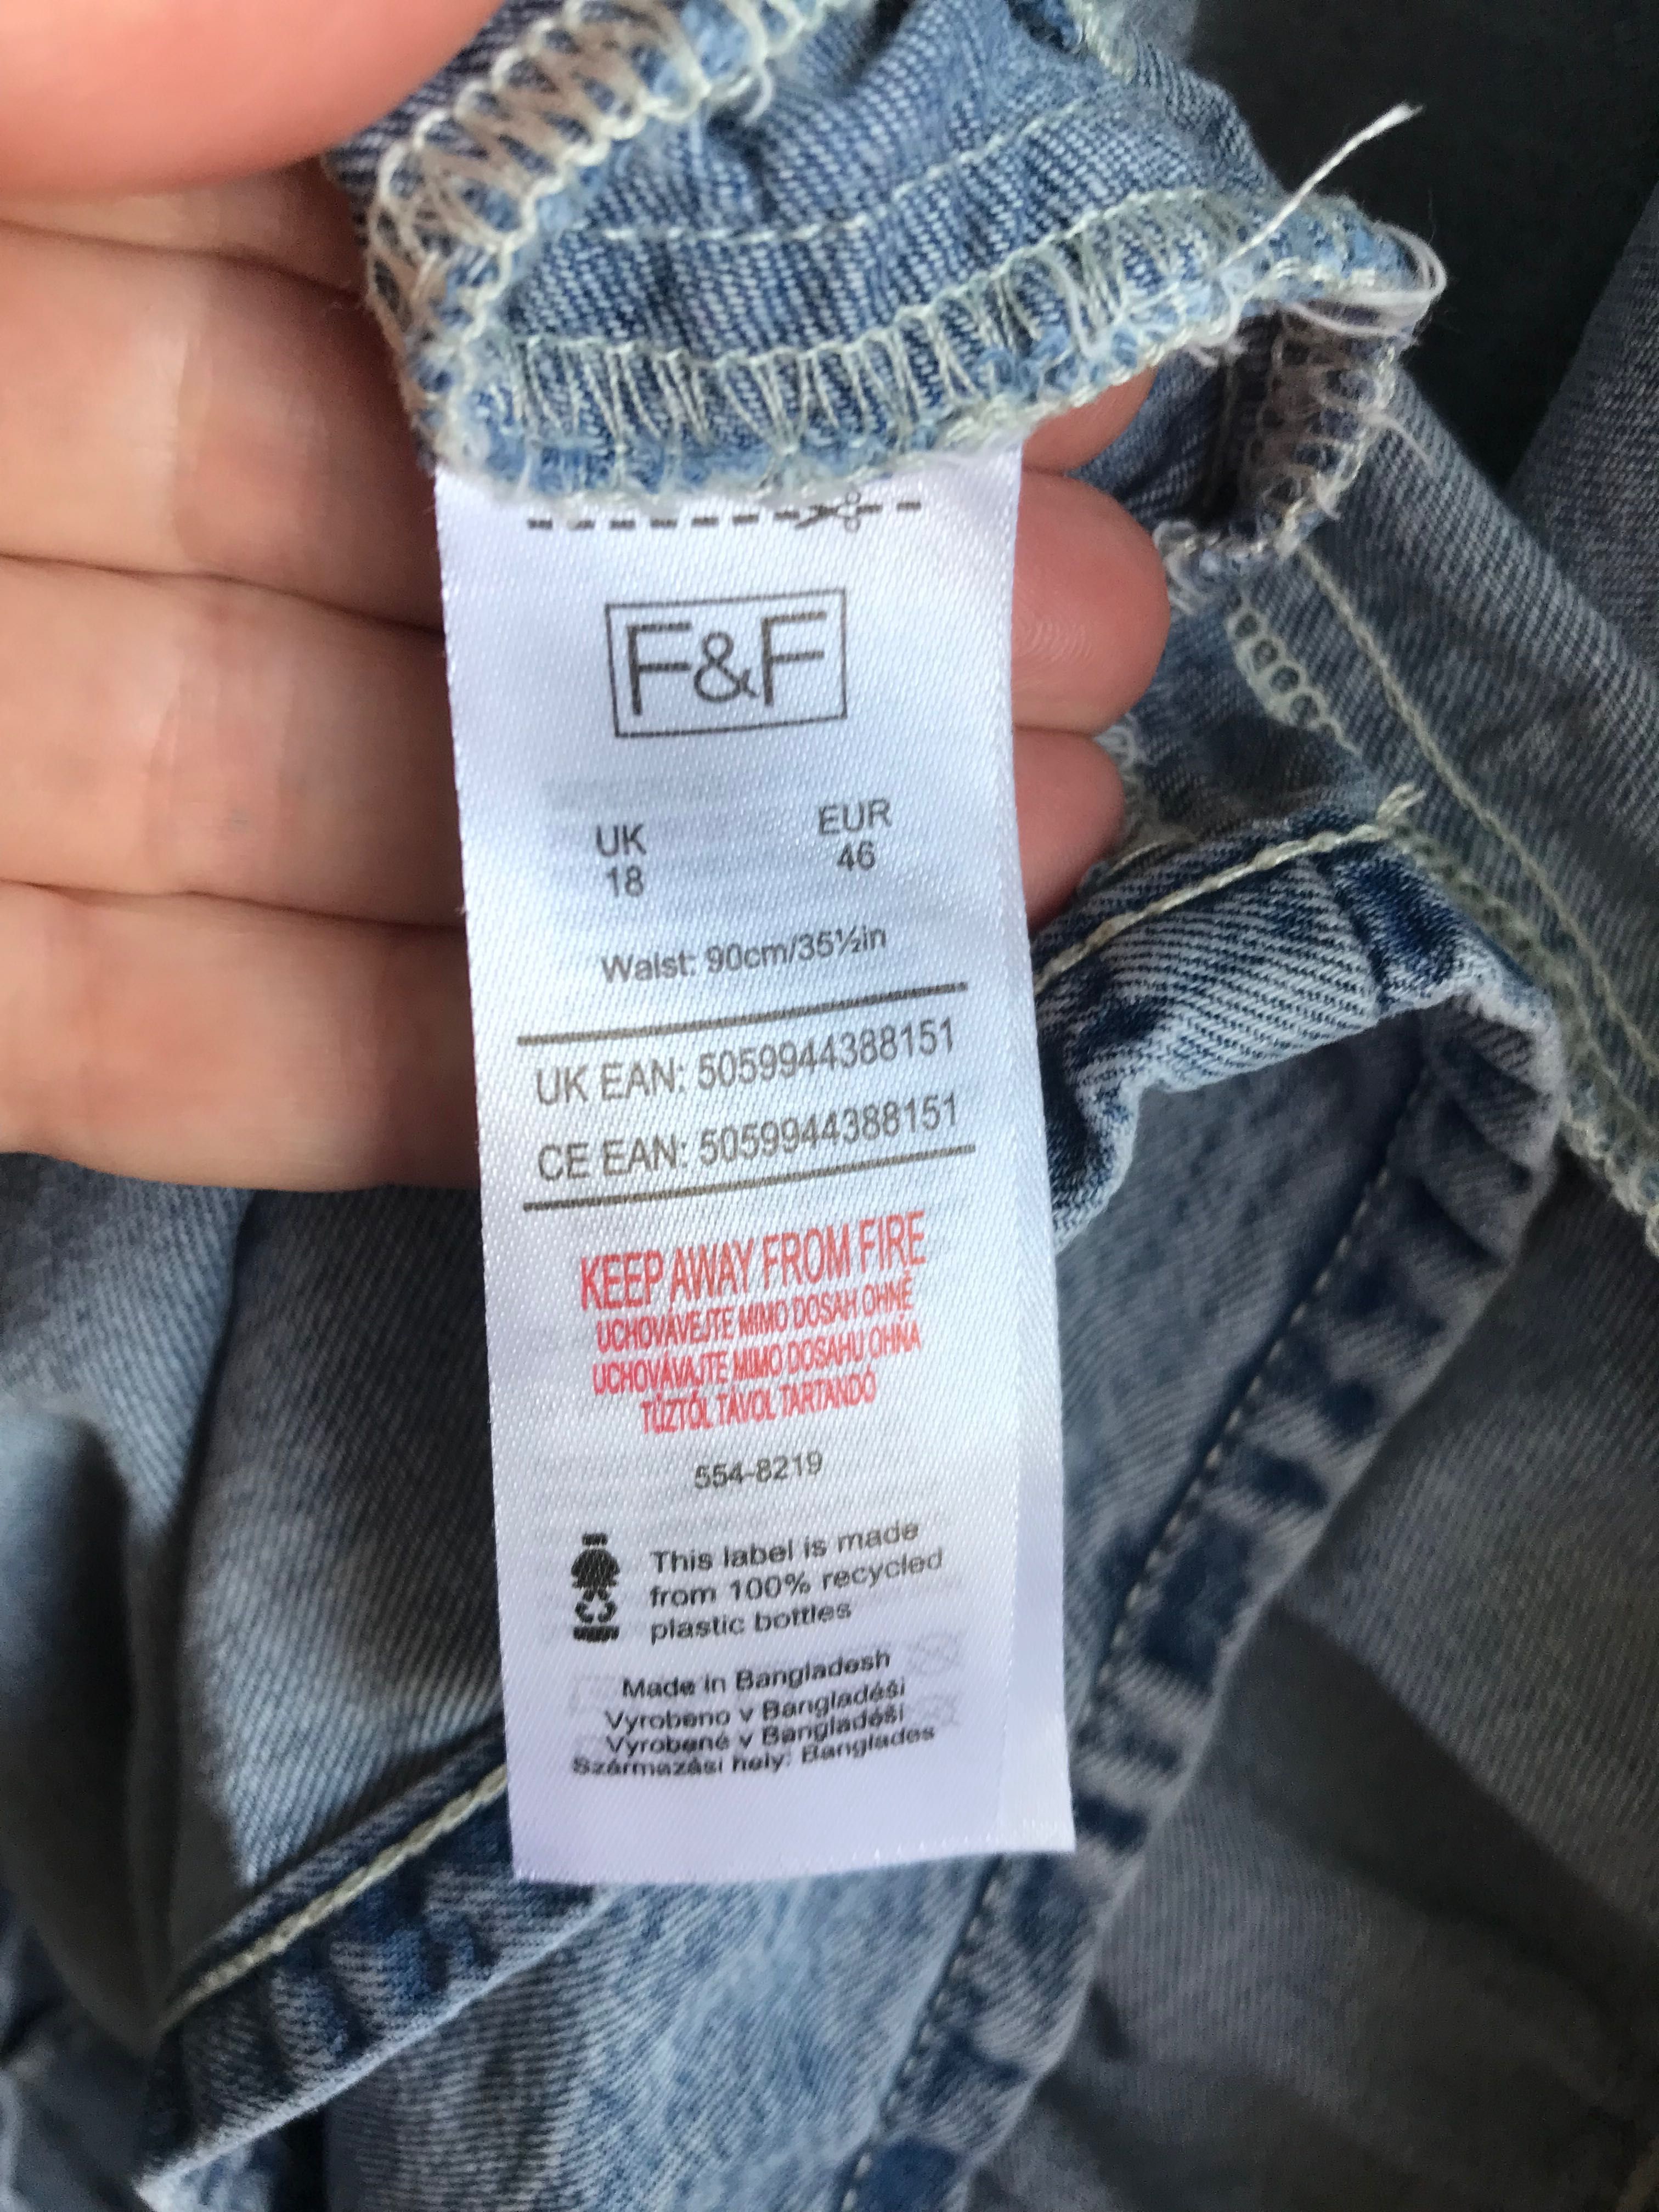 F&F
UK EUR
18 46
Waist: 90cm/35½in
UK EAN: 5059944388151
CE EAN: 5059944388151
KEEP AWAY FROM FIRE
UCHOVÁVEJTE MIMO DOSAH OHNĚ
UCHOVÁVAJTE MIMO DOSAHU OHŇA
TŰZTŐL TÁVOL TARTANDÓ
554-8219
This label is made
from 100% recycled
plastic bottles
Made in Bangladesh
Vyrobeno v Bangladéši
Vyrobené v Bangladéši
Származási hely: Banglades